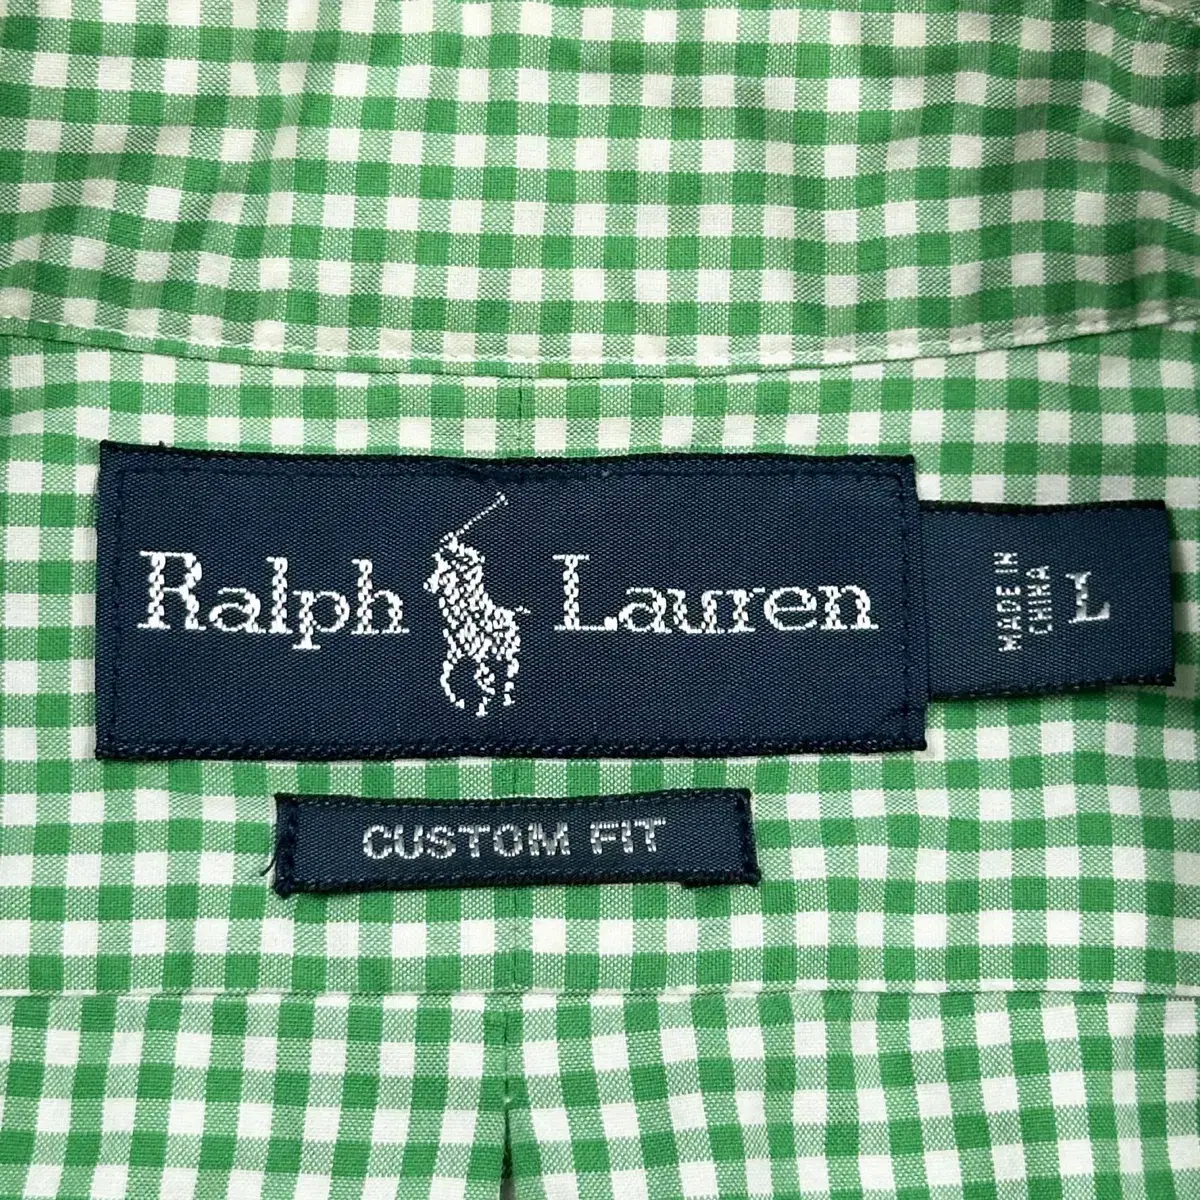 Ralph Lauren
MADE IN
CHINA
L
CUSTOM FIT